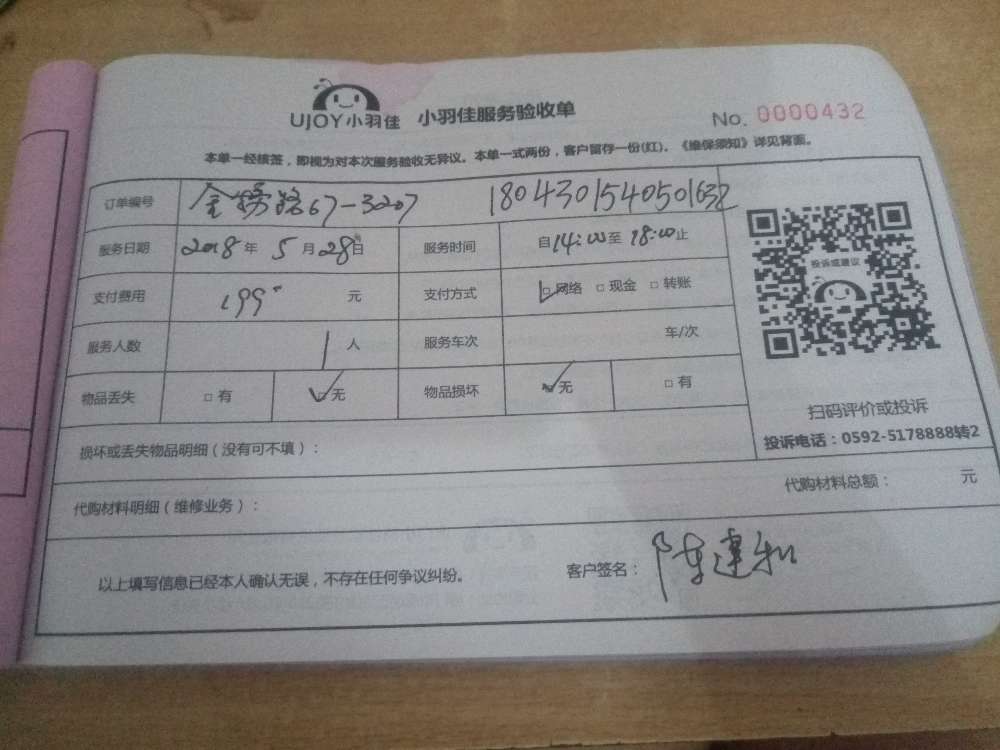 UJOY小羽佳 小羽佳服务验收单 No. 0000432
本单一经核签，即视为对本次服务验收无异议。本单一式两份，客户留存一份(红)。《维保须知》详见背面。
订单编号 金榜路67-3207 1804301540501632
服务日期 2018年 5月 28日 服务时间 自14:00至18:00止
投诉或建议
支付费用 199 元 支付方式 ☑网络 □现金 □转账
服务人数 1人 服务车次 车/次
物品丢失 □有 ☑无 物品损坏 ☑无 □有
扫码评价或投诉
投诉电话：0592-5178888转2
损坏或丢失物品明细（没有可不填）：
代购材料明细（维修业务）： 代购材料总额： 元
以上填写信息已经本人确认无误，不存在任何争议纠纷。 客户签名：陈建和